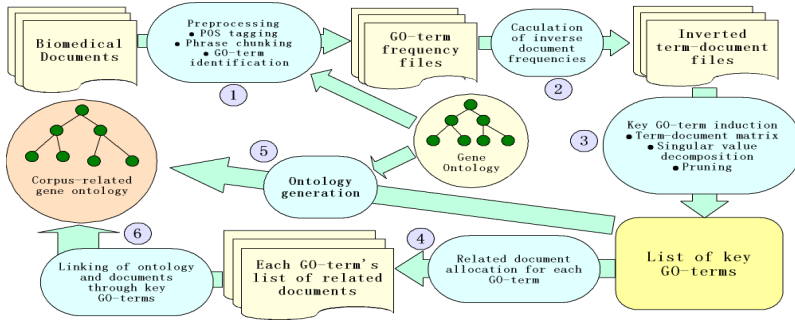 Biomedical
Documents
Preprocessing
● POS tagging
● Phrase chunking
● GO-term
identification
1
GO-term
frequency
files
Caculation
of inverse
document
frequencies
2
Inverted
term-document
files
Key GO-term induction
● Term-document matrix
● Singular value
decomposition
● Pruning
3
Gene
Ontology
Corpus-related
gene ontology
5
Ontology
generation
List of key
GO-terms
4
Related document
allocation for each
GO-term
Each GO-term's
list of related
documents
6
Linking of ontology
and documents
through key
GO-terms